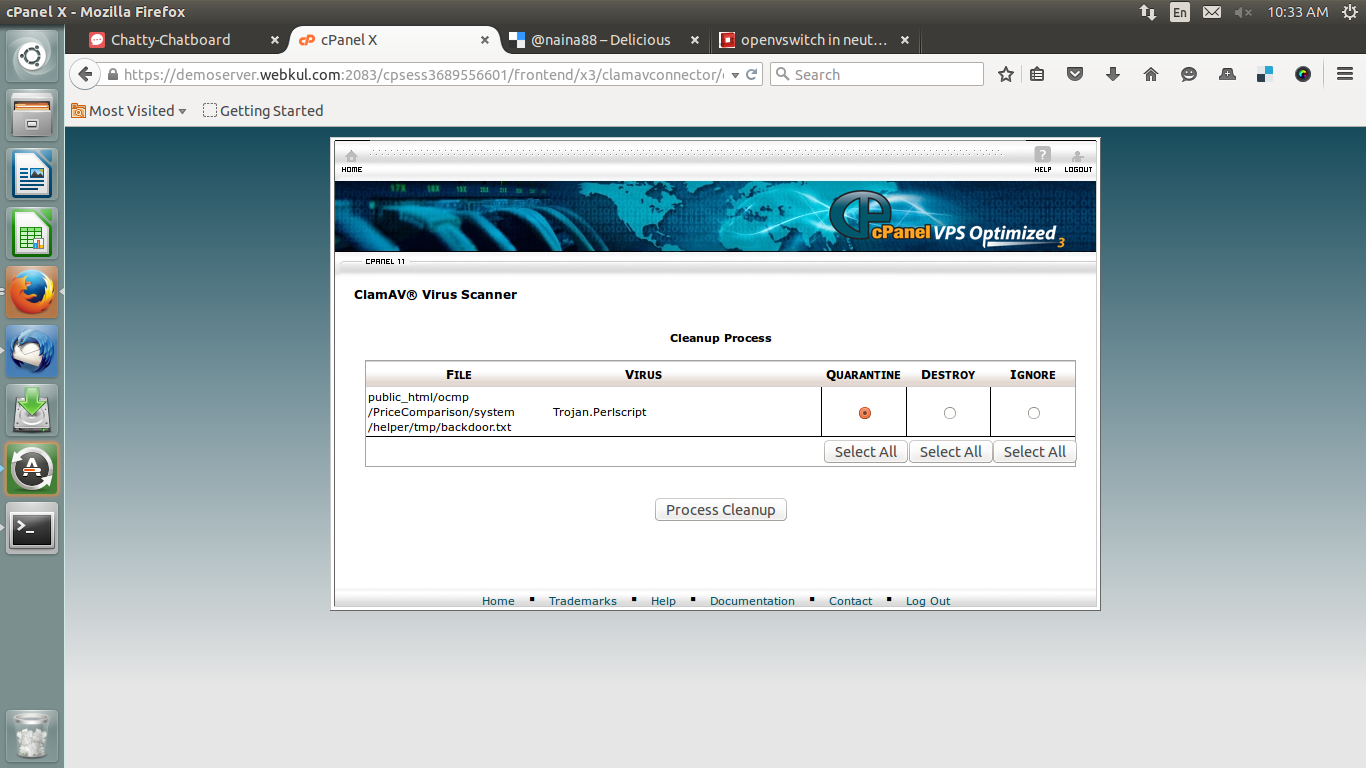 cPanel X - Mozilla Firefox
En
10:33 AM
Chatty-Chatboard
cPanel X
@naina88 – Delicious
openvswitch in neut...
https://demoserver.webkul.com:2083/cpsess3689556601/frontend/x3/clamavconnector/
Search
Most Visited
Getting Started
HOME
HELP
LOGOUT
17X 18X
cPanel VPS Optimized 3
CPANEL 11
ClamAV® Virus Scanner
Cleanup Process
FILE VIRUS QUARANTINE DESTROY IGNORE
public_html/ocmp
/PriceComparison/system
/helper/tmp/backdoor.txt
Trojan.Perlscript
Select All Select All Select All
Process Cleanup
Home ▪ Trademarks ▪ Help ▪ Documentation ▪ Contact ▪ Log Out